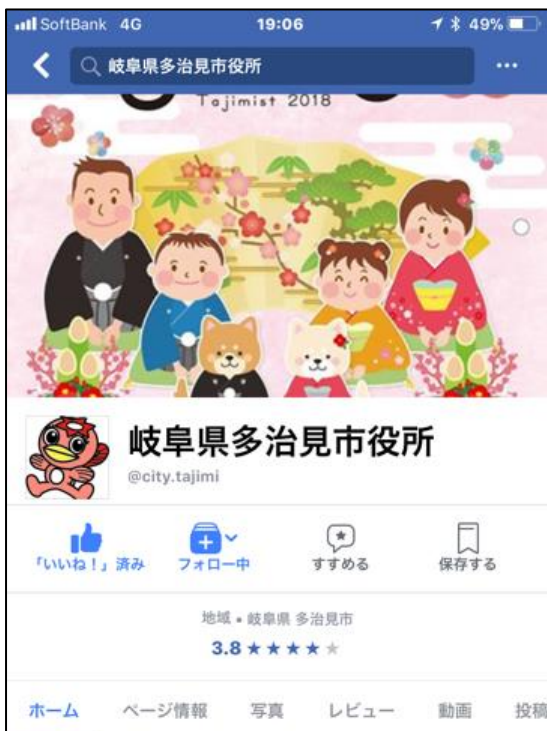 SoftBank 4G 19:06 49%
岐阜県多治見市役所
Tajimist 2018
岐阜県多治見市役所
@city.tajimi
「いいね！」済み フォロー中 すすめる 保存する
地域・岐阜県 多治見市
3.8
ホーム ページ情報 写真 レビュー 動画 投稿